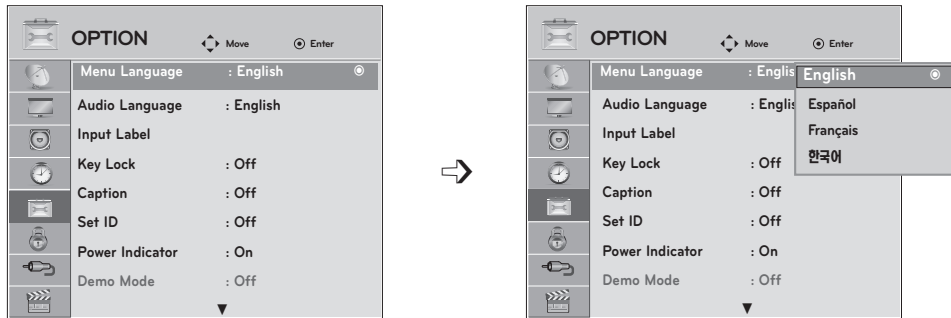 OPTION Move Enter
Menu Language : English
Audio Language : English
Input Label
Key Lock : Off
Caption : Off
Set ID : Off
Power Indicator : On
Demo Mode : Off
OPTION Move Enter
Menu Language : Englis
Audio Language : Englis
Input Label
Key Lock : Off
Caption : Off
Set ID : Off
Power Indicator : On
Demo Mode : Off
English
Español
Français
한국어